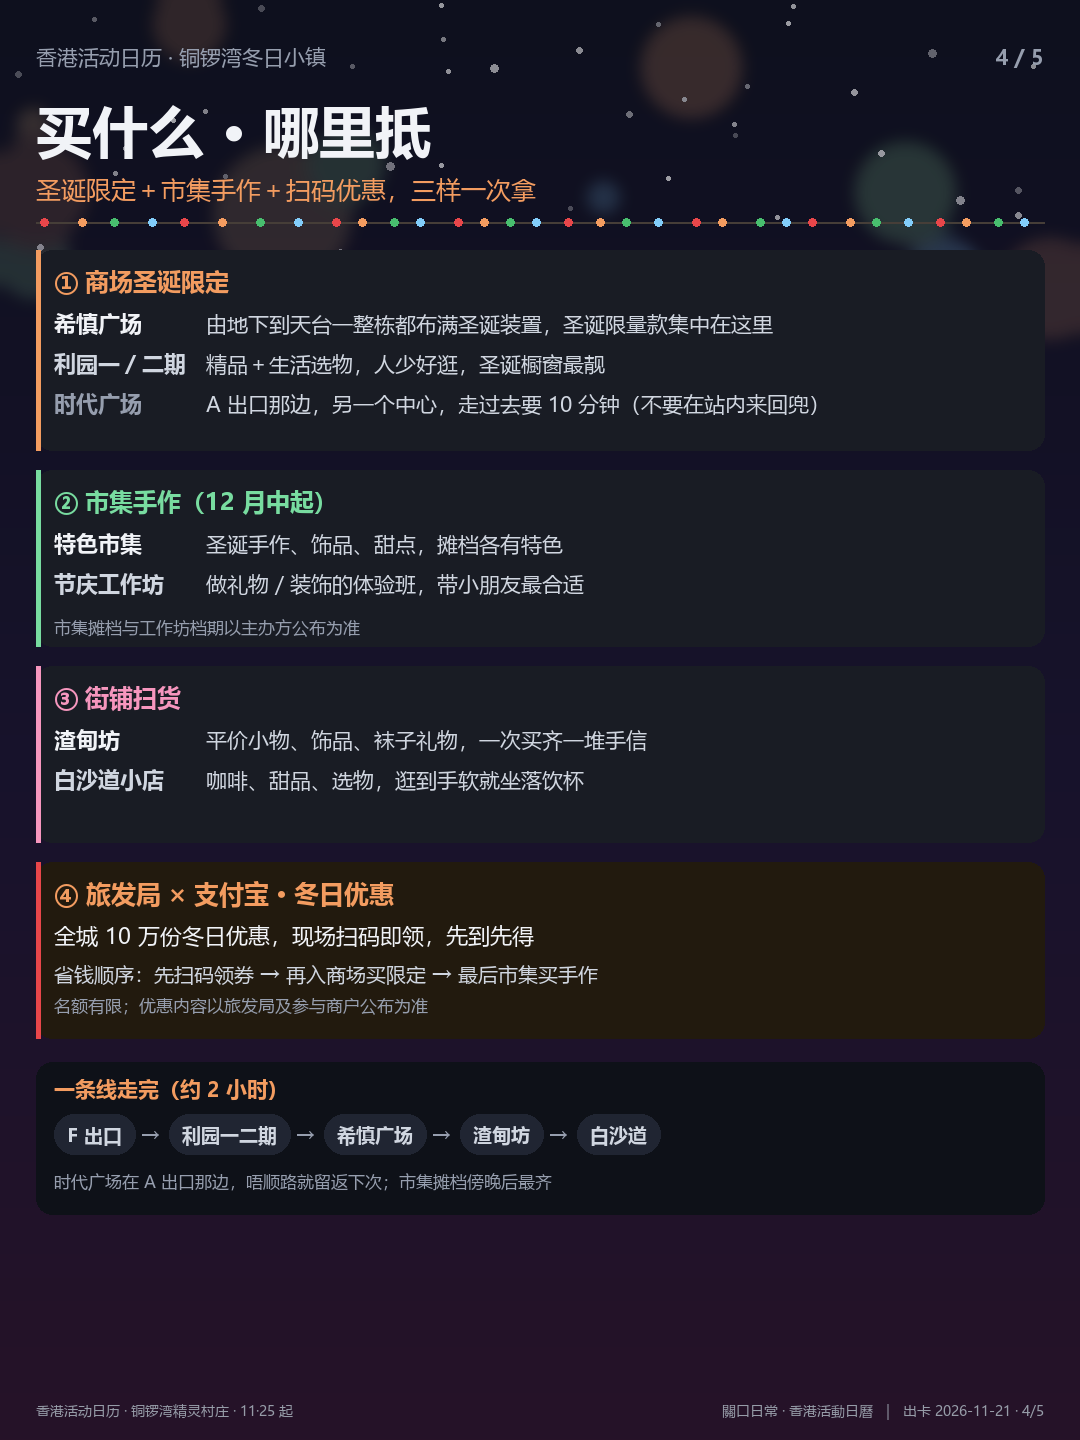 香港活动日历 · 铜锣湾冬日小镇
4 / 5
买什么・哪里抵
圣诞限定 + 市集手作 + 扫码优惠，三样一次拿
① 商场圣诞限定
希慎广场 由地下到天台一整栋都布满圣诞装置，圣诞限量款集中在这里
利园一 / 二期 精品 + 生活选物，人少好逛，圣诞橱窗最靓
时代广场 A 出口那边，另一个中心，走过去要 10 分钟（不要在站内来回兜）
② 市集手作（12 月中起）
特色市集 圣诞手作、饰品、甜点，摊档各有特色
节庆工作坊 做礼物 / 装饰的体验班，带小朋友最合适
市集摊档与工作坊档期以主办方公布为准
③ 街铺扫货
渣甸坊 平价小物、饰品、袜子礼物，一次买齐一堆手信
白沙道小店 咖啡、甜品、选物，逛到手软就坐落饮杯
④ 旅发局 × 支付宝・冬日优惠
全城 10 万份冬日优惠，现场扫码即领，先到先得
省钱顺序：先扫码领券 → 再入商场买限定 → 最后市集买手作
名额有限；优惠内容以旅发局及参与商户公布为准
一条线走完（约 2 小时）
F 出口 → 利园一二期 → 希慎广场 → 渣甸坊 → 白沙道
时代广场在 A 出口那边，唔顺路就留返下次；市集摊档傍晚后最齐
香港活动日历 · 铜锣湾精灵村庄 · 11·25 起
關口日常 · 香港活動日曆 ｜ 出卡 2026-11-21 · 4/5